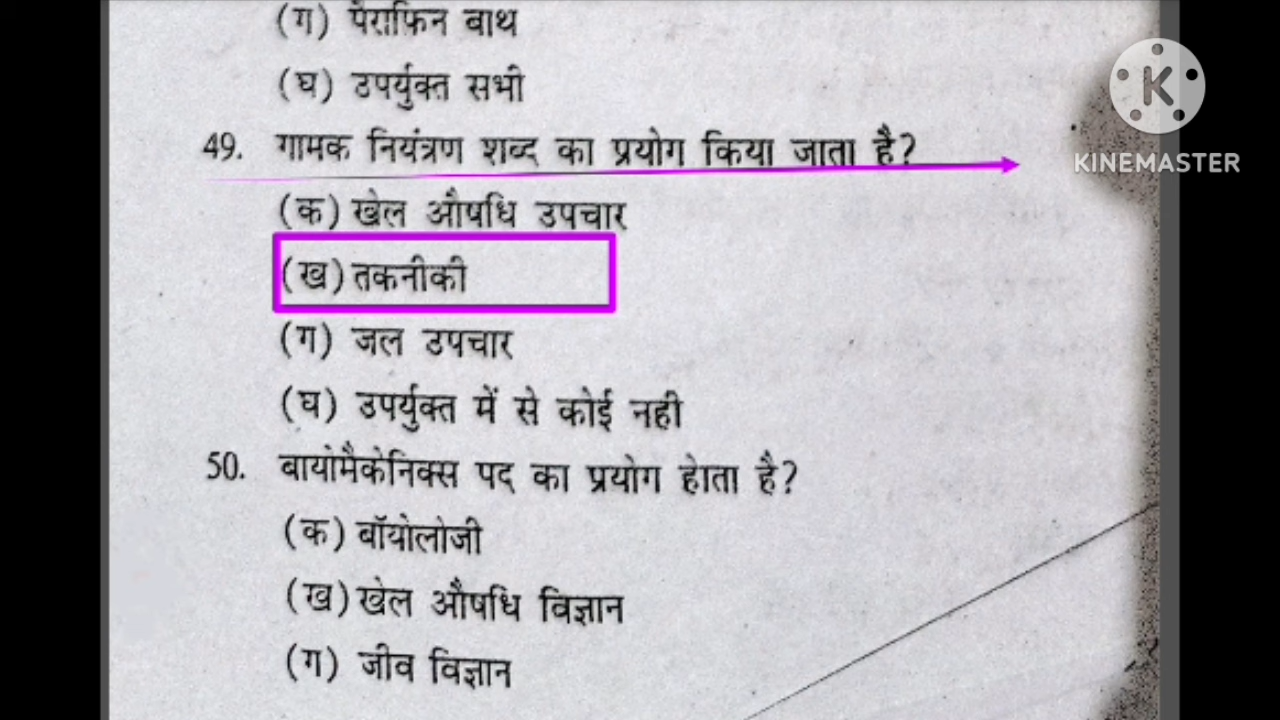 (ग) पैराफिन बाथ
(घ) उपर्युक्त सभी
49. गामक नियंत्रण शब्द का प्रयोग किया जाता है?
(क) खेल औषधि उपचार
(ख) तकनीकी
(ग) जल उपचार
(घ) उपर्युक्त में से कोई नही
50. बायोमैकेनिक्स पद का प्रयोग होता है?
(क) बॉयोलोजी
(ख) खेल औषधि विज्ञान
(ग) जीव विज्ञान
K
KINEMASTER